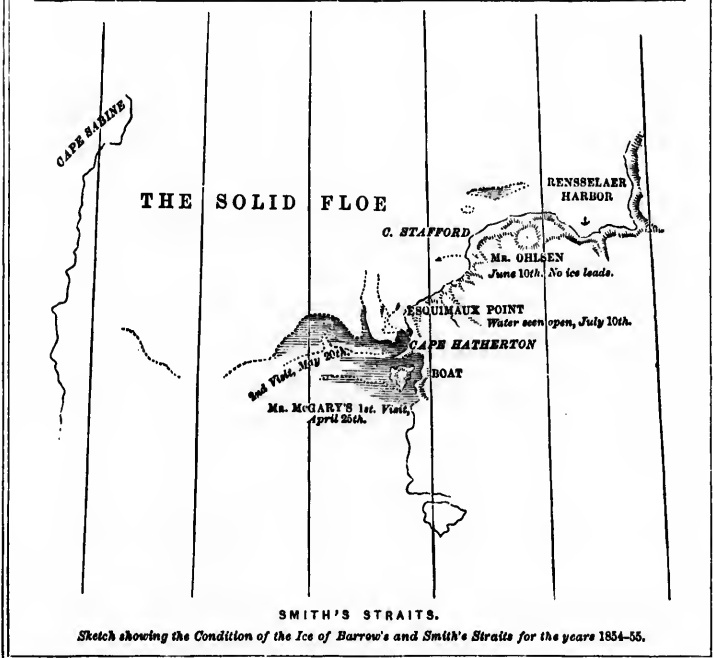 CAPE SABINE
THE SOLID FLOE
RENSSELAER
HARBOR
C. STAFFORD
MR. OHLSEN
June 10th. No ice leads.
ESQUIMAUX POINT
Water seen open, July 10th.
CAPE HATHERTON
2nd Visit, May 20th.
BOAT
MR. McGARY'S 1st. Visit,
April 25th.
SMITH'S STRAITS.
Sketch showing the Condition of the Ice of Barrow's and Smith's Straits for the years 1854–55.